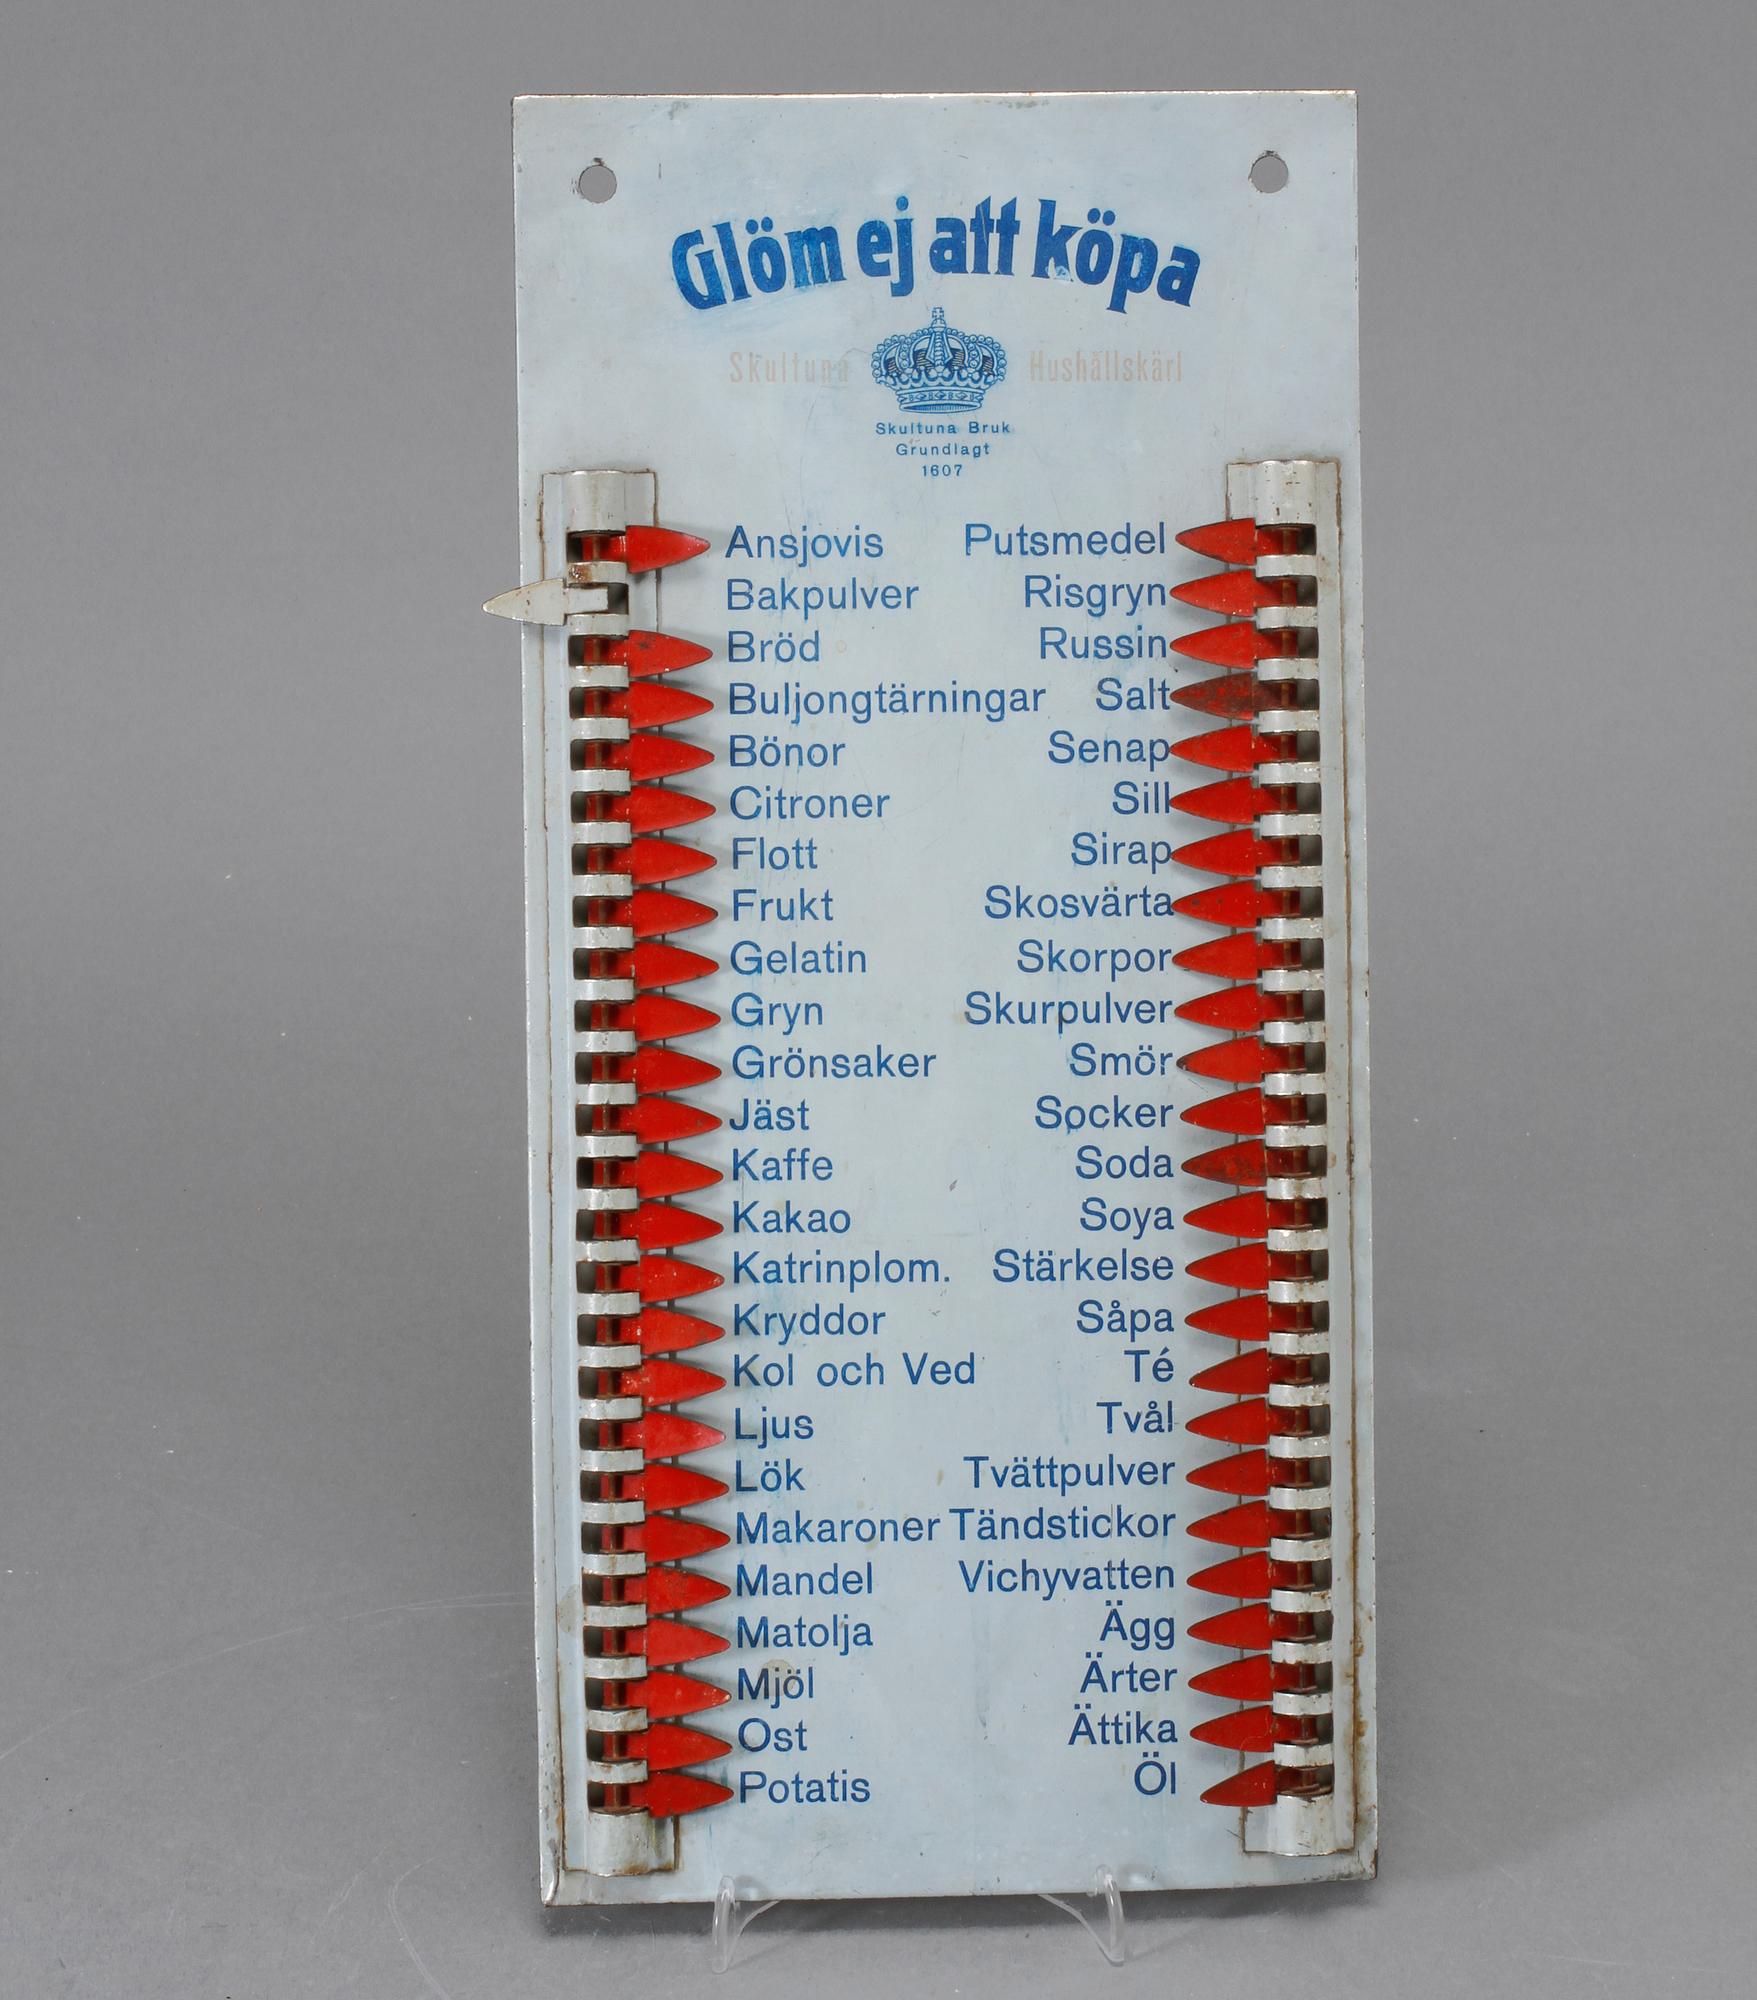 Glöm ej att köpa
Skultuna Hushållskärl
Skultuna Bruk
Grundlagt
1607
Ansjovis Putsmedel
Bakpulver Risgryn
Bröd Russin
Buljongtärningar Salt
Bönor Senap
Citroner Sill
Flott Sirap
Frukt Skosvärta
Gelatin Skorpor
Gryn Skurpulver
Grönsaker Smör
Jäst Socker
Kaffe Soda
Kakao Soya
Katrinplom. Stärkelse
Kryddor Såpa
Kol och Ved Té
Ljus Tvål
Lök Tvättpulver
Makaroner Tändstickor
Mandel Vichyvatten
Matolja Ägg
Mjöl Ärter
Ost Ättika
Potatis Öl